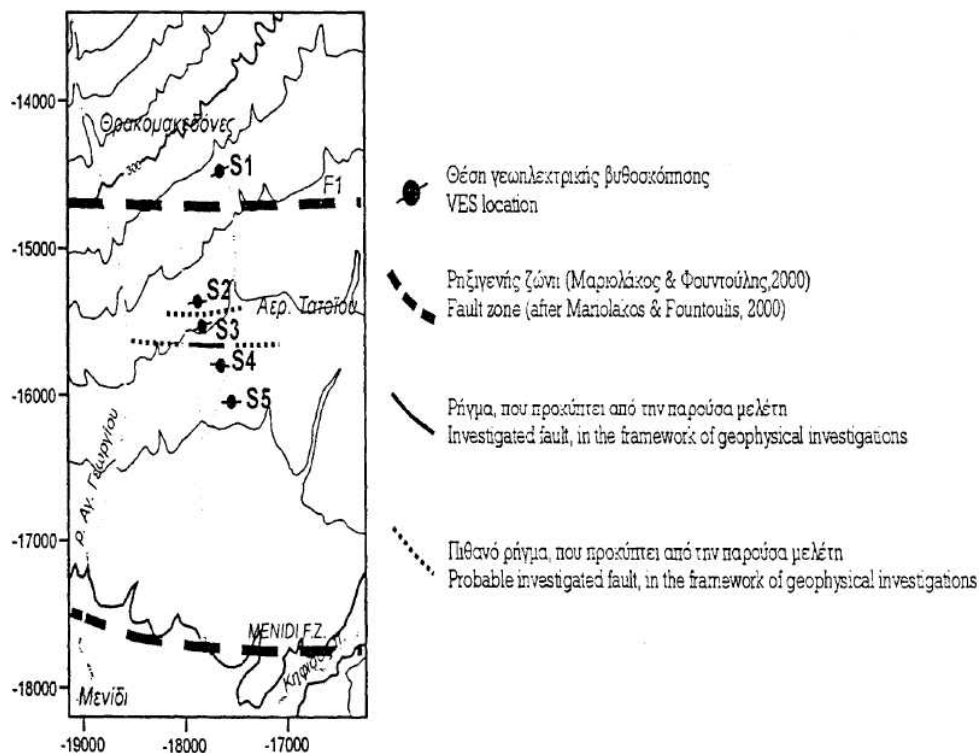 -14000
-15000
-16000
-17000
-18000
-19000
-18000
-17000
Θρακομακεδόνες
300
S1
F1
S2
Αερ. Τατοΐου
S3
S4
S5
ρ. Αγ. Γεωργίου
MENIDI F.Z.
Μενίδι
Θέση γεωηλεκτρικής βυθοσκόπησης
VES location
Ρηξιγενής ζώνη (Μαριολάκος & Φουντούλης,2000)
Fault zone (after Mariolakos & Fountoulis, 2000)
Ρήγμα, που προκύπτει από την παρούσα μελέτη
Investigated fault, in the framework of geophysical investigations
Πιθανό ρήγμα, που προκύπτει από την παρούσα μελέτη
Probable investigated fault, in the framework of geophysical investigations